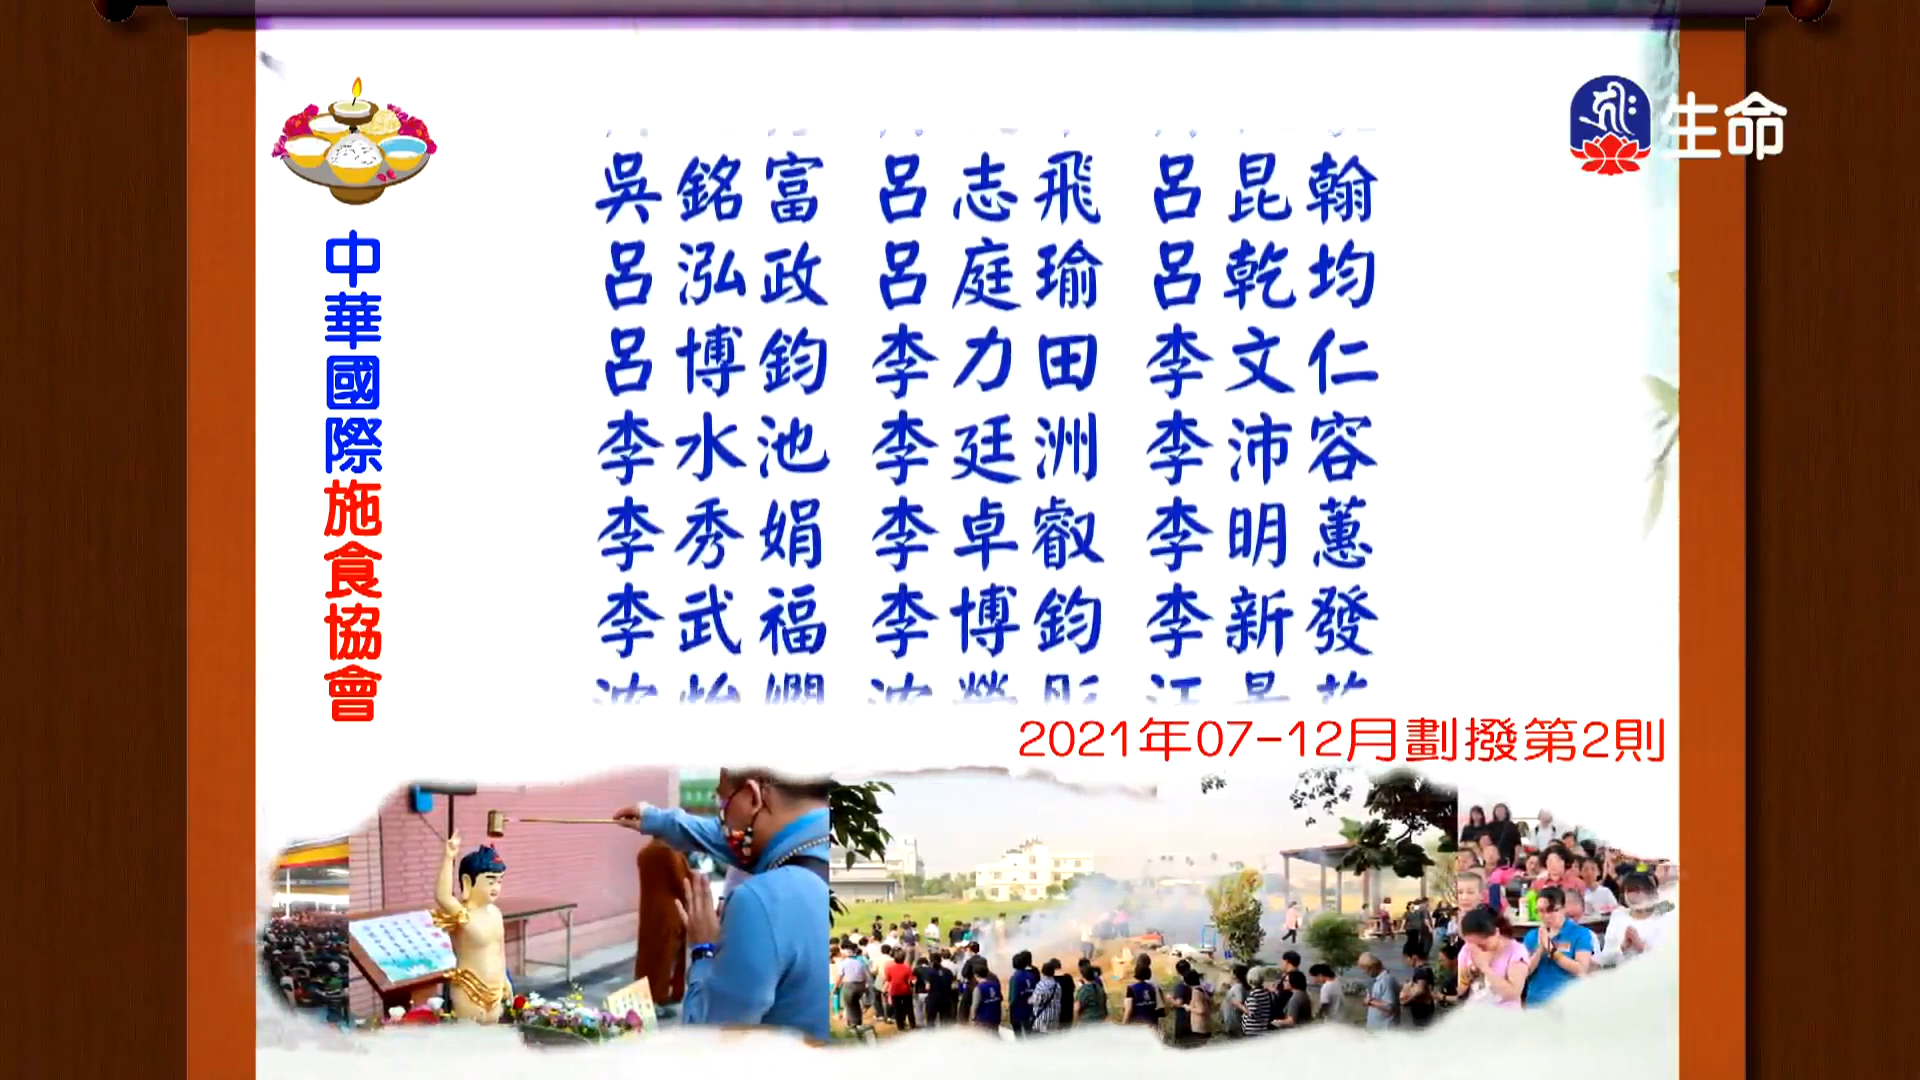 生命
中華國際施食協會
吳銘富 呂志飛 呂昆翰
呂泓政 呂庭瑜 呂乾均
呂博鈞 李力田 李文仁
李水池 李廷洲 李沛容
李秀娟 李卓叡 李明蕙
李武福 李博鈞 李新發
2021年07-12月劃撥第2則